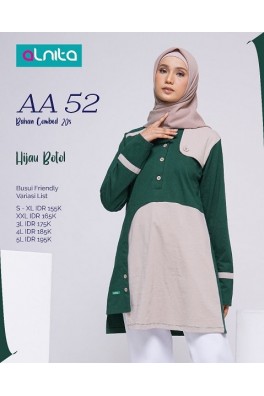 alnita
AA 52
Bahan Combed 20s
Hijau Botol
Busui Friendly
Variasi List
S - XL IDR 155K
XXL IDR 165K
3L IDR 175K
4L IDR 185K
5L IDR 195K